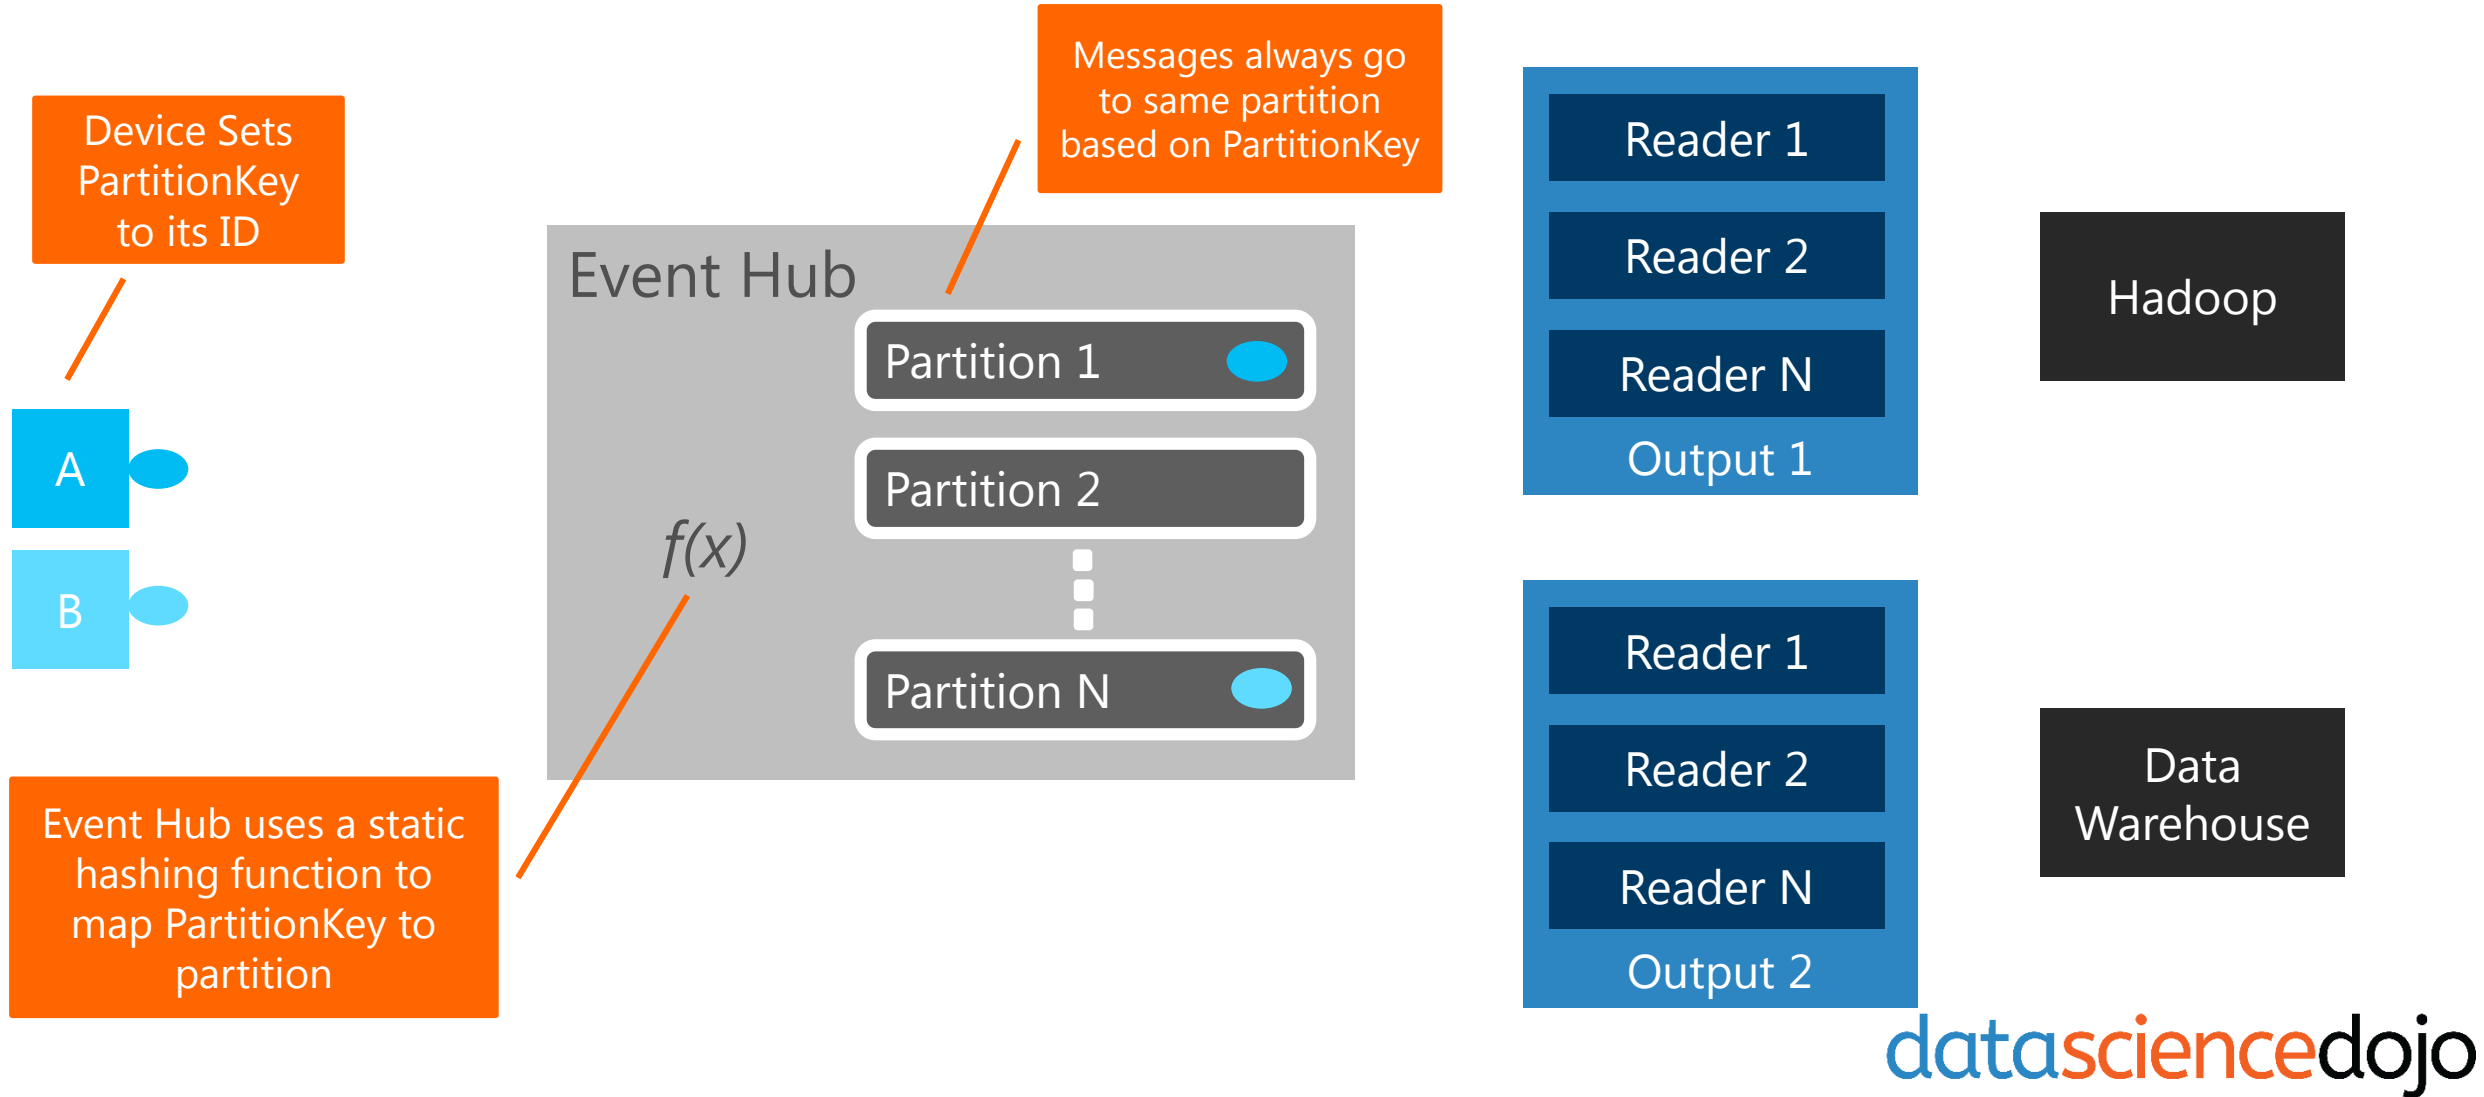 Device Sets
PartitionKey
to its ID
A
B
Event Hub uses a static
hashing function to
map PartitionKey to
partition
Event Hub
f(x)
Messages always go
to same partition
based on PartitionKey
Partition 1
Partition 2
Partition N
Reader 1
Reader 2
Reader N
Output 1
Reader 1
Reader 2
Reader N
Output 2
Hadoop
Data
Warehouse
datasciencedojo